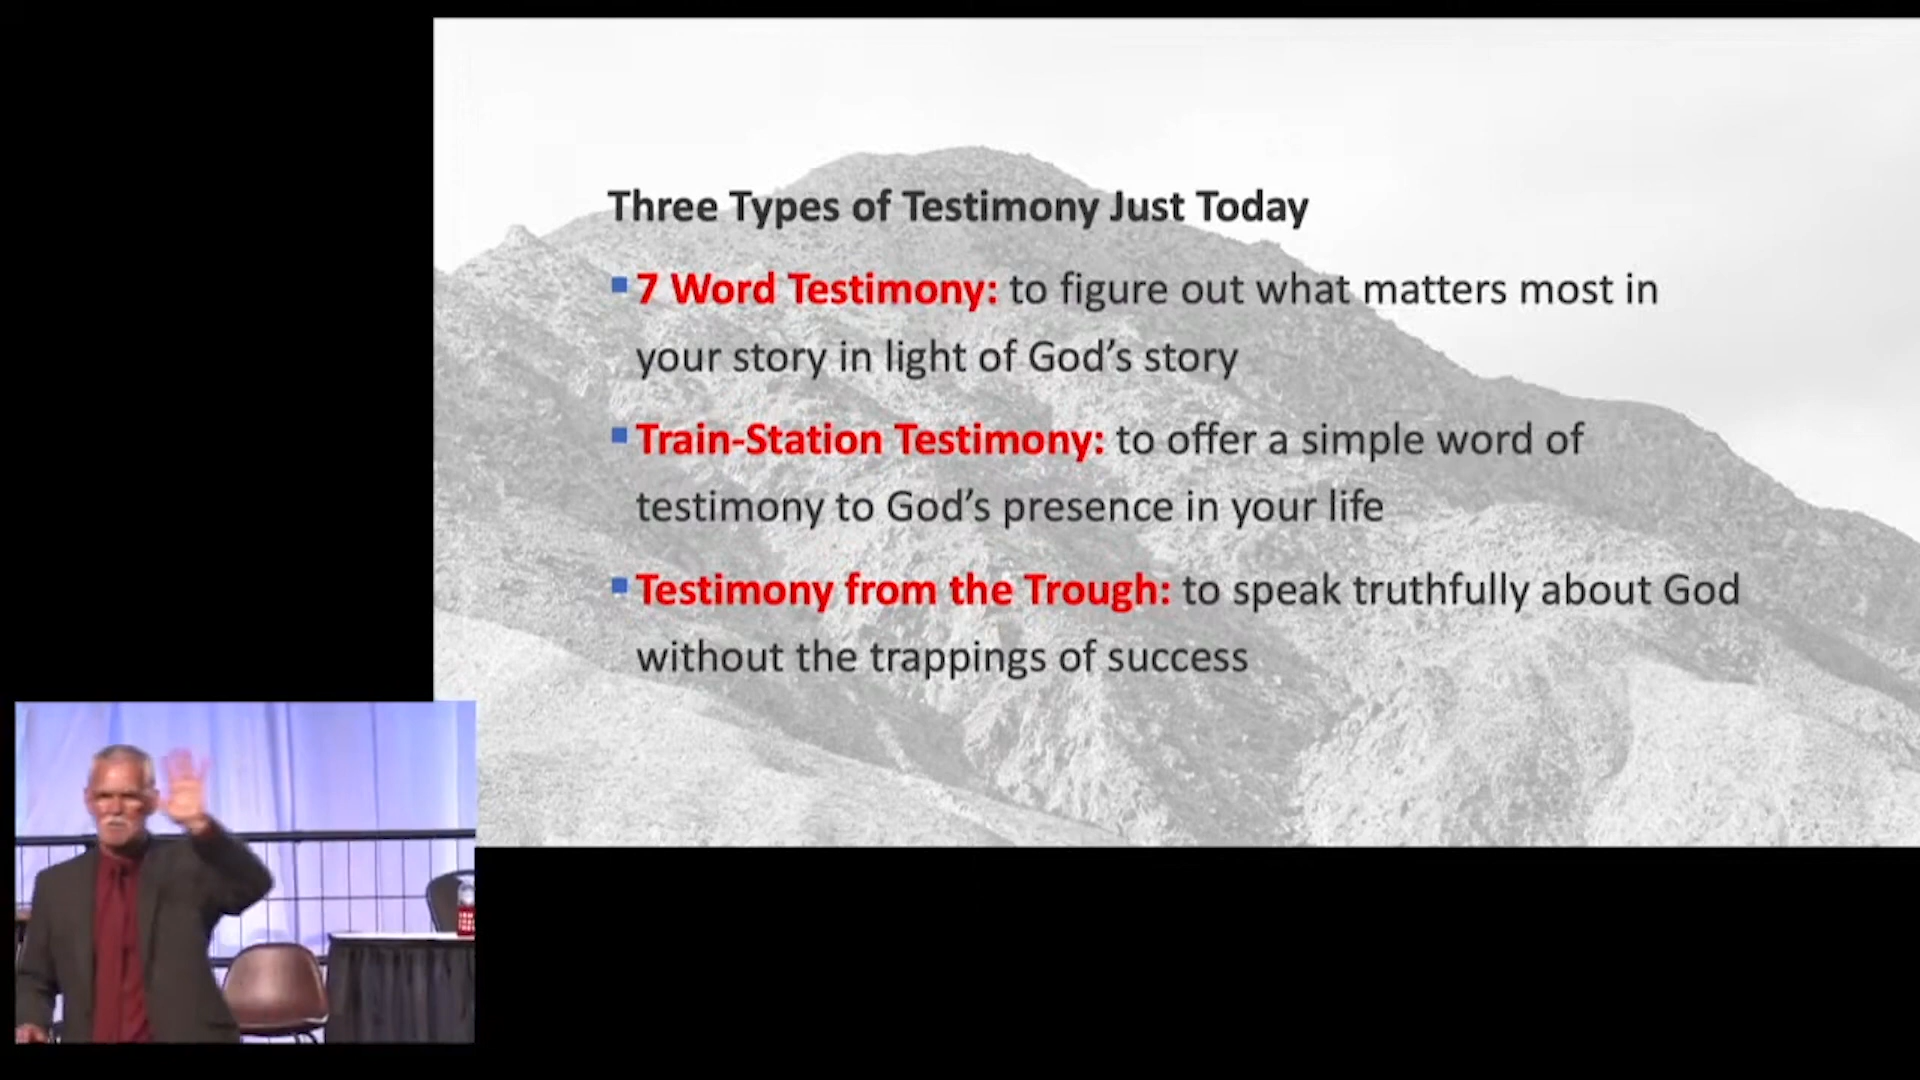 Three Types of Testimony Just Today
7 Word Testimony: to figure out what matters most in
your story in light of God’s story
Train-Station Testimony: to offer a simple word of
testimony to God’s presence in your life
Testimony from the Trough: to speak truthfully about God
without the trappings of success